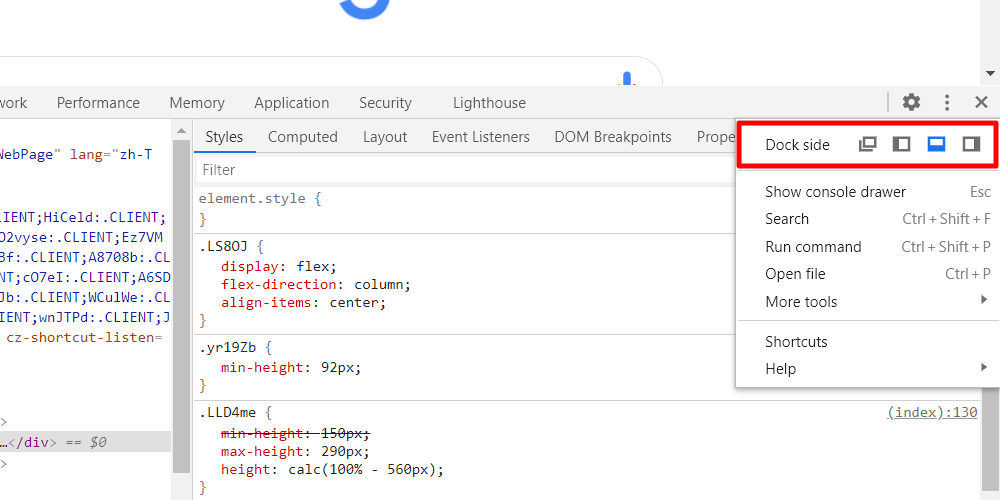 work Performance Memory Application Security Lighthouse
Styles Computed Layout Event Listeners DOM Breakpoints Prope
Filter
WebPage" lang="zh-T
LIENT;HiCeld:.CLIENT;
O2vyse:.CLIENT;Ez7VM
Bf:.CLIENT;A8708b:.CL
NT;cO7eI:.CLIENT;A6SD
Jb:.CLIENT;WCulWe:.CL
IENT;wnJTPd:.CLIENT;J
cz-shortcut-listen=
>
…</div> == $0
>
element.style {
}
.LS8OJ {
display: flex;
flex-direction: column;
align-items: center;
}
.yr19Zb {
min-height: 92px;
}
.LLD4me {
(index):130
min-height: 150px;
max-height: 290px;
height: calc(100% - 560px);
}
Dock side
Show console drawer Esc
Search Ctrl + Shift + F
Run command Ctrl + Shift + P
Open file Ctrl + P
More tools
Shortcuts
Help